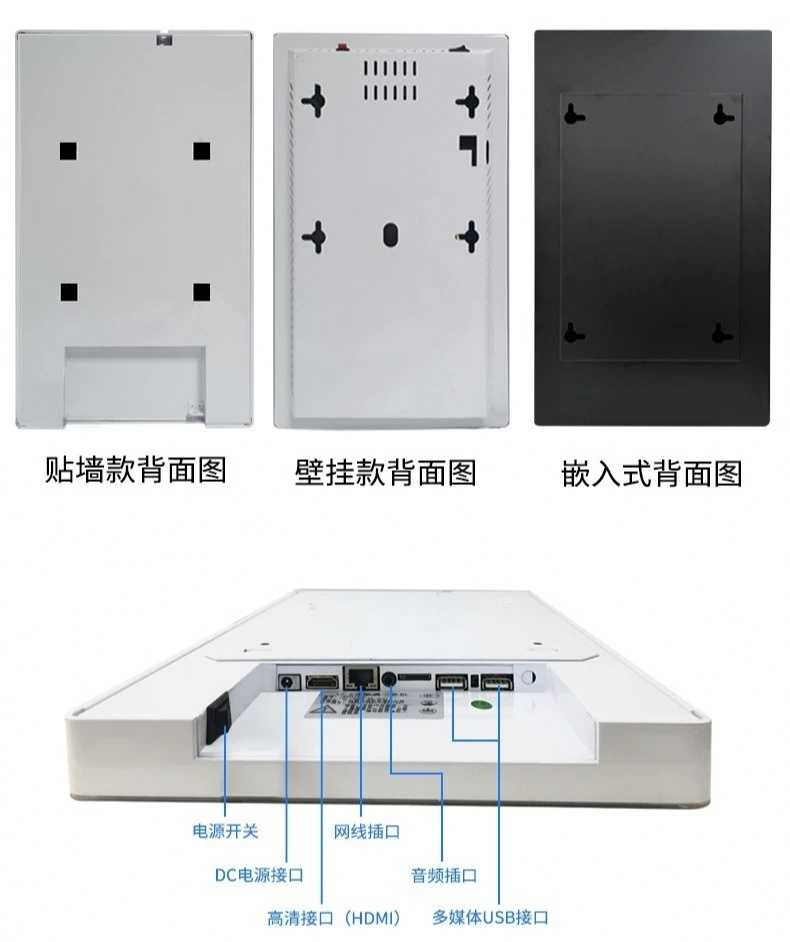 贴墙款背面图
壁挂款背面图
嵌入式背面图
电源开关
网线插口
DC电源接口
音频插口
高清接口（HDMI）
多媒体USB接口